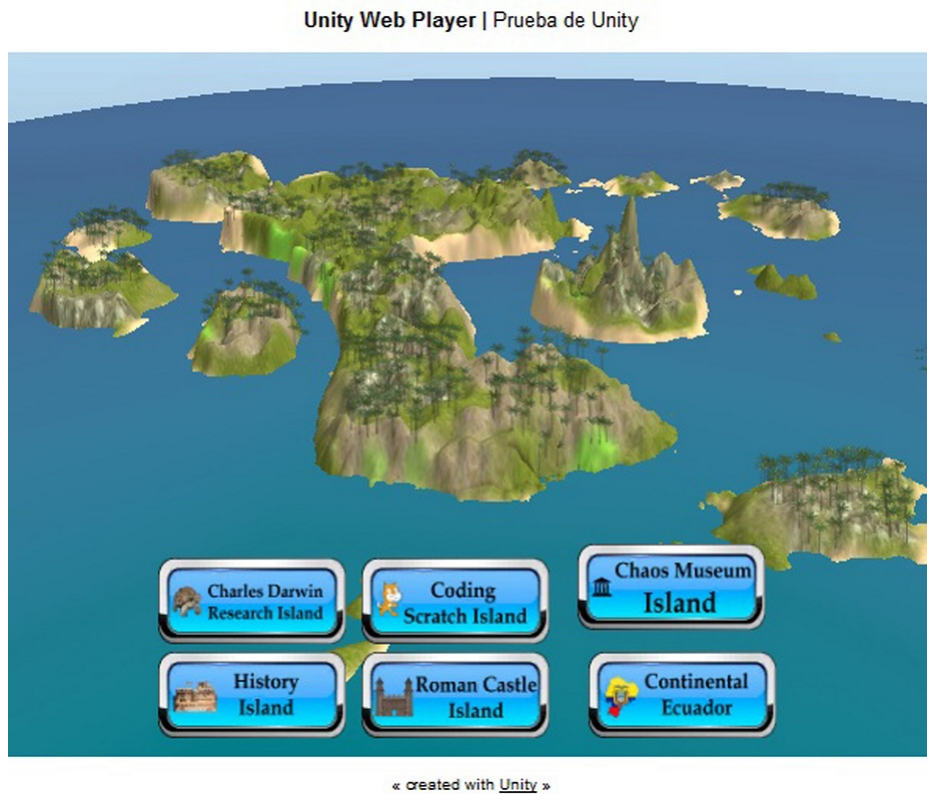 Unity Web Player | Prueba de Unity
Charles Darwin
Research Island
Coding
Scratch Island
Chaos Museum
Island
History
Island
Roman Castle
Island
Continental
Ecuador
« created with Unity »